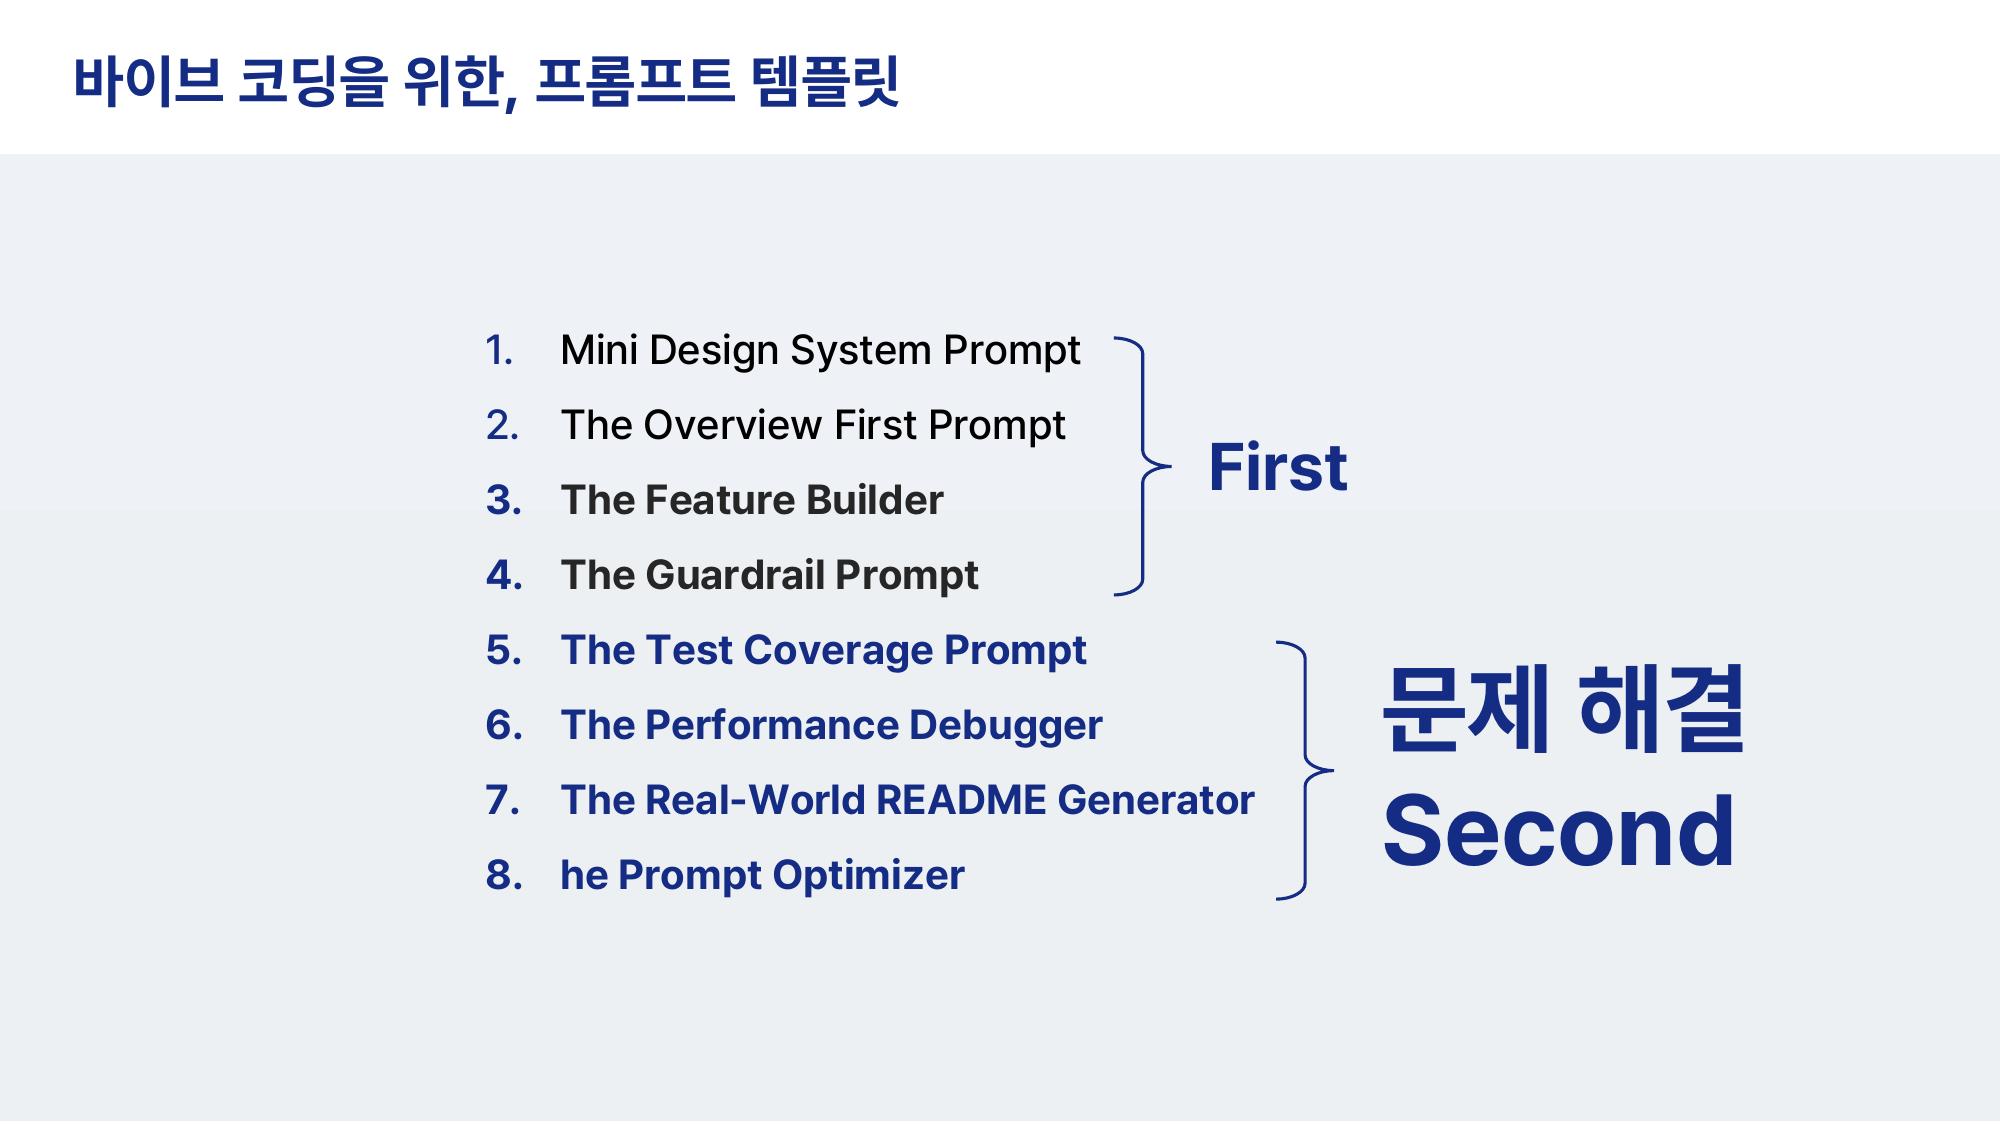 바이브 코딩을 위한, 프롬프트 템플릿
1. Mini Design System Prompt
2. The Overview First Prompt
3. The Feature Builder
4. The Guardrail Prompt
First
5. The Test Coverage Prompt
6. The Performance Debugger
7. The Real-World README Generator
8. he Prompt Optimizer
문제 해결
Second